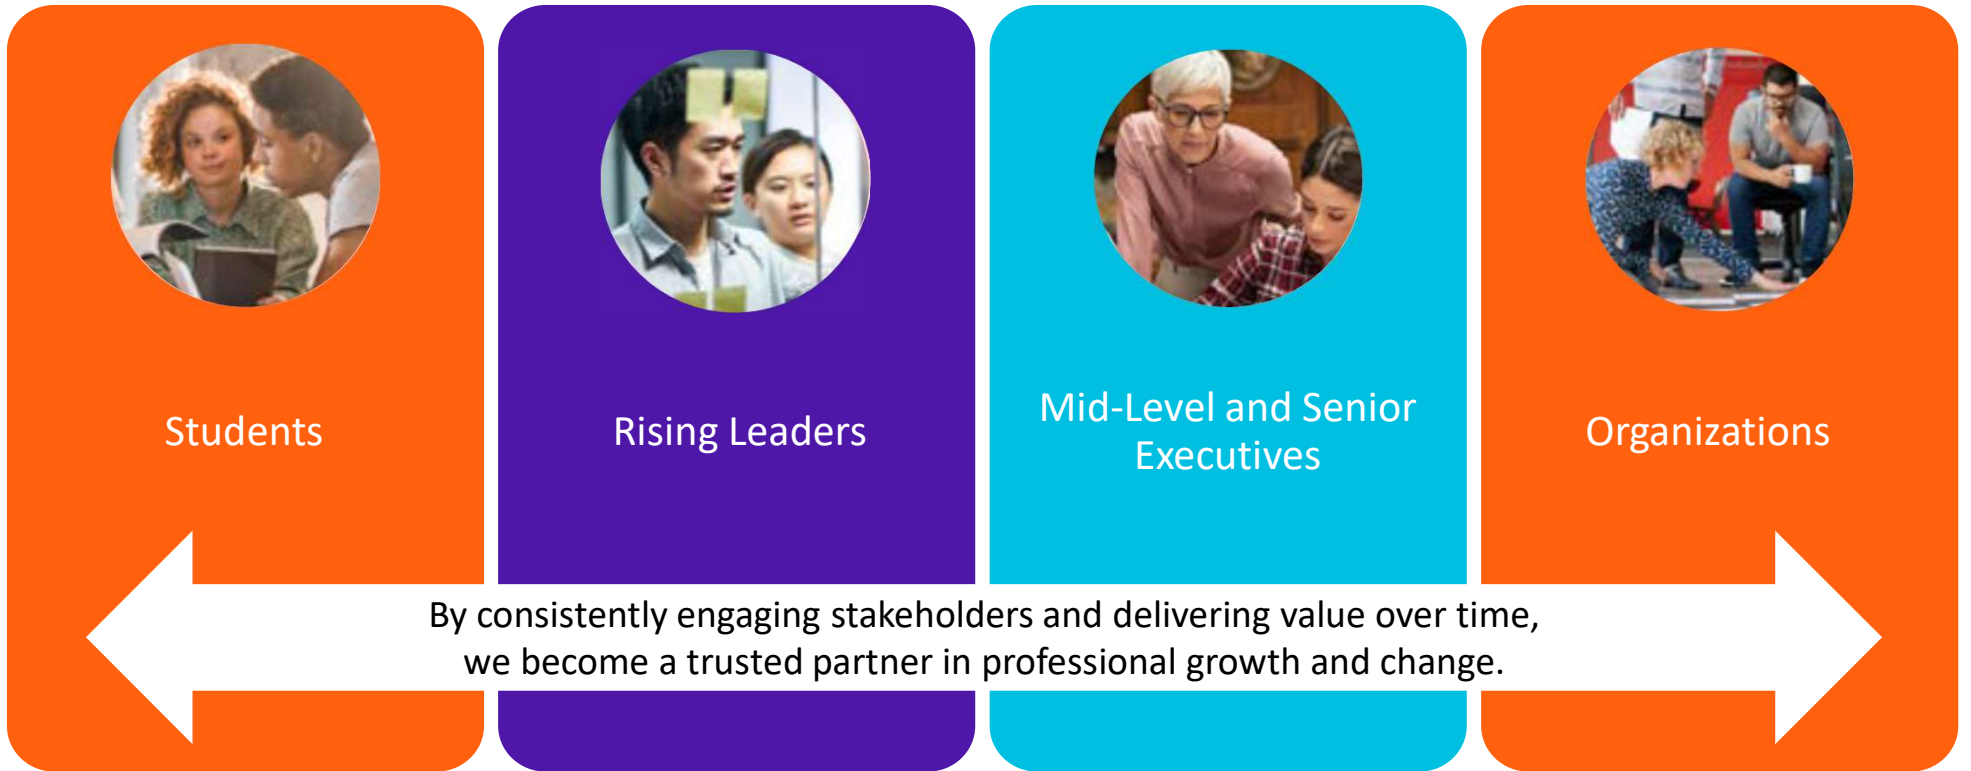 Students
Rising Leaders
Mid-Level and Senior
Executives
Organizations
By consistently engaging stakeholders and delivering value over time,
we become a trusted partner in professional growth and change.